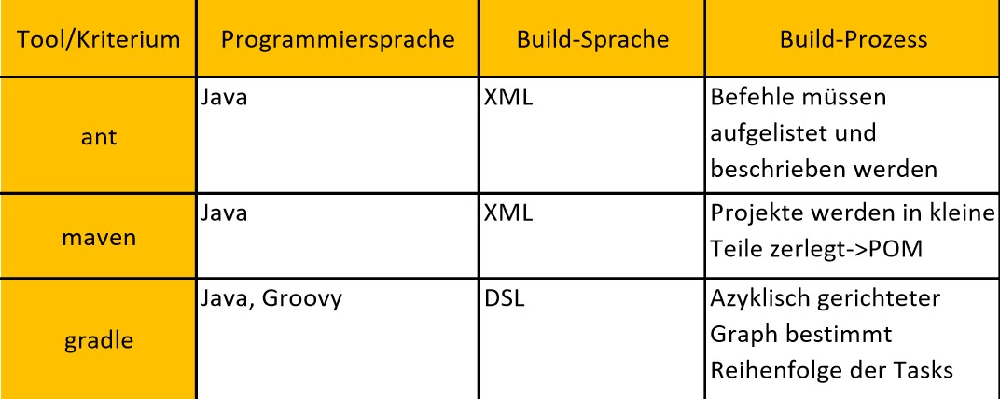 Tool/Kriterium Programmiersprache Build-Sprache Build-Prozess
ant Java XML Befehle müssen
aufgelistet und
beschrieben werden
maven Java XML Projekte werden in kleine
Teile zerlegt->POM
gradle Java, Groovy DSL Azyklisch gerichteter
Graph bestimmt
Reihenfolge der Tasks